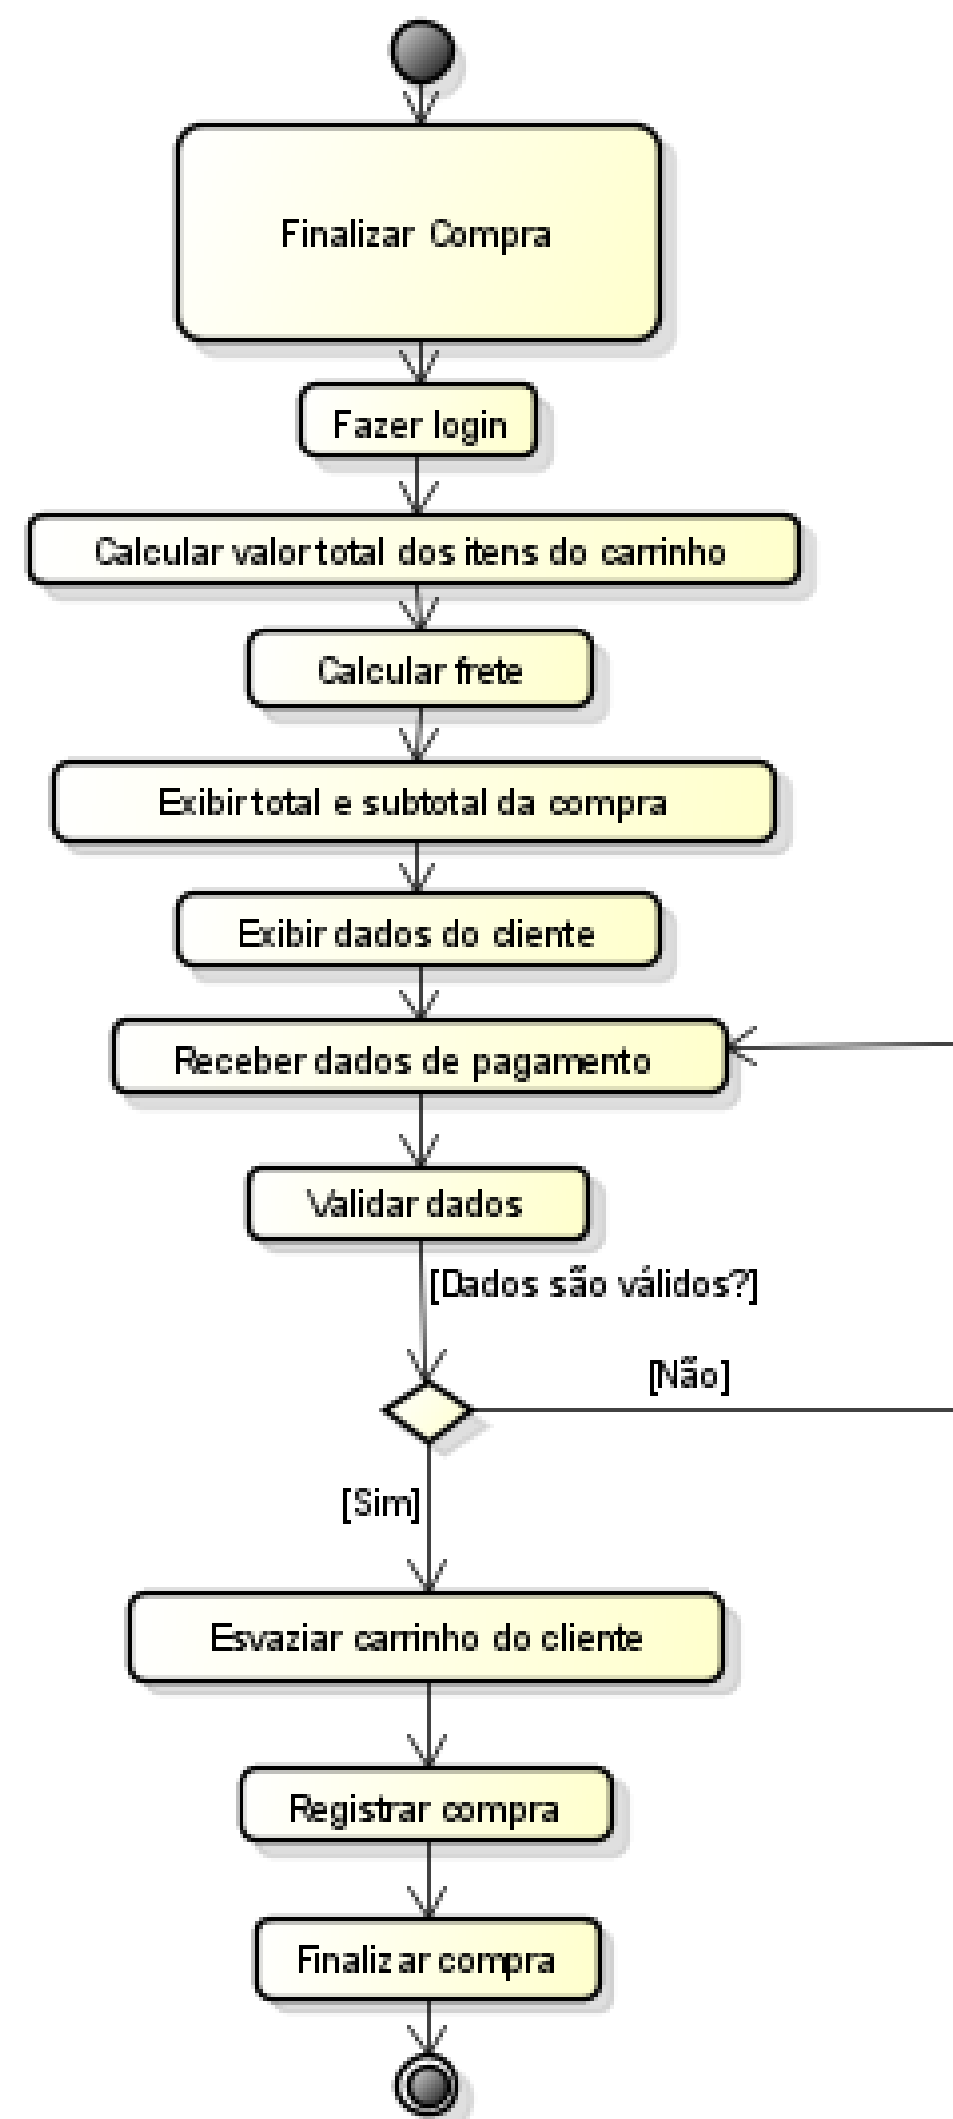 Finalizar Compra
Fazer login
Calcular valor total dos itens do carrinho
Calcular frete
Exibir total e subtotal da compra
Exibir dados do cliente
Receber dados de pagamento
Validar dados
[Dados são válidos?]
[Não]
[Sim]
Esvaziar carrinho do cliente
Registrar compra
Finalizar compra